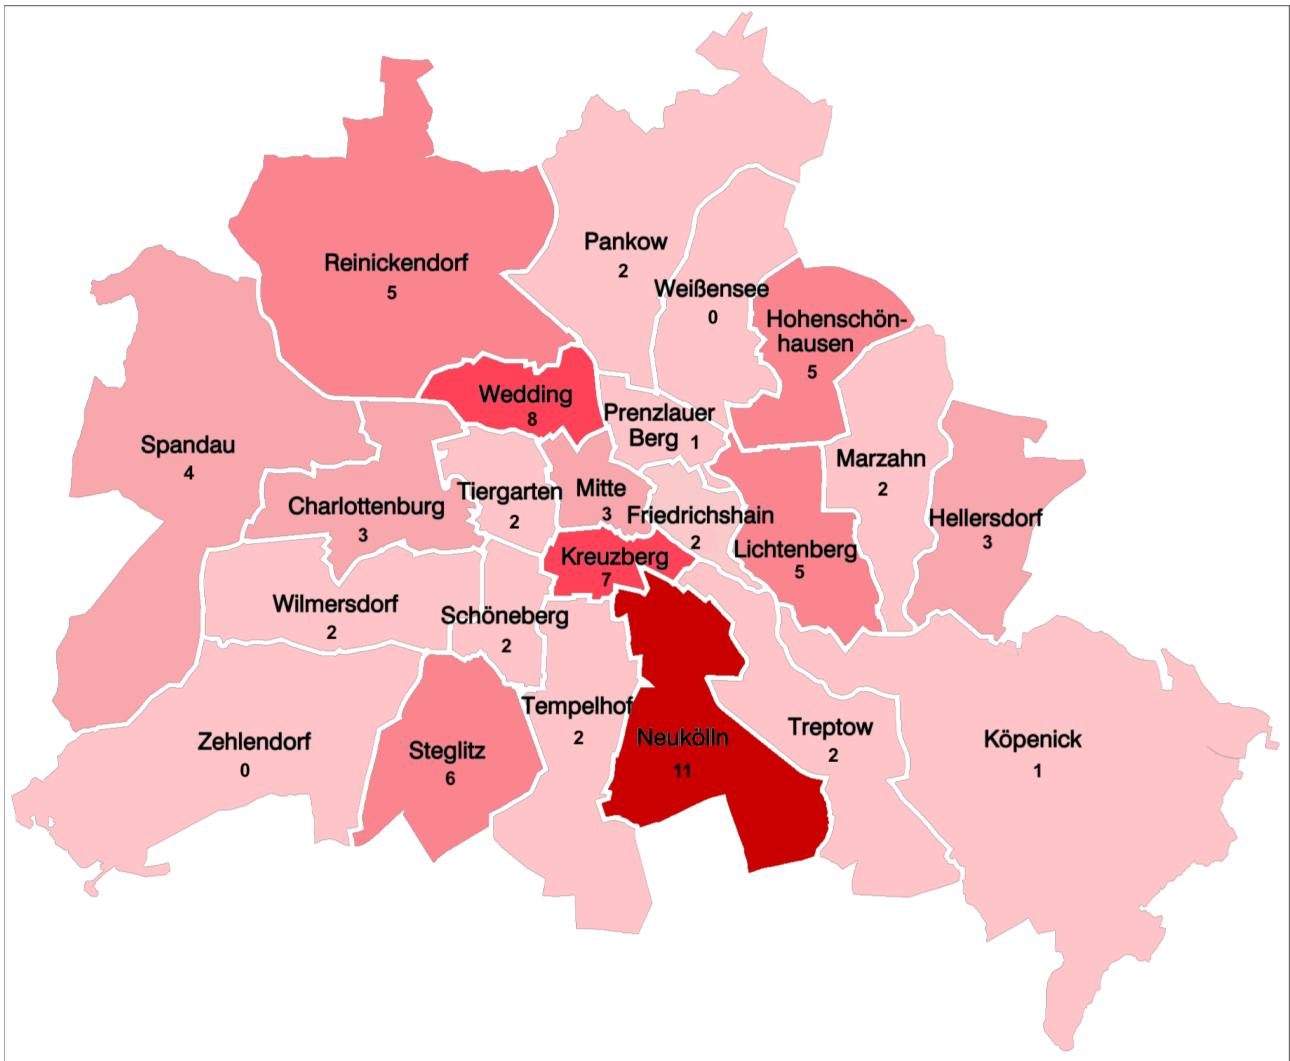 Pankow
2
Reinickendorf
5
Weißensee
0
Hohenschön-
hausen
5
Wedding
8
Prenzlauer
Berg 1
Spandau
4
Marzahn
2
Charlottenburg
3
Tiergarten
2
Mitte
3
Friedrichshain
2
Hellersdorf
3
Lichtenberg
5
Kreuzberg
7
Wilmersdorf
2
Schöneberg
2
Tempelhof
2
Zehlendorf
0
Steglitz
6
Neukölln
11
Treptow
2
Köpenick
1